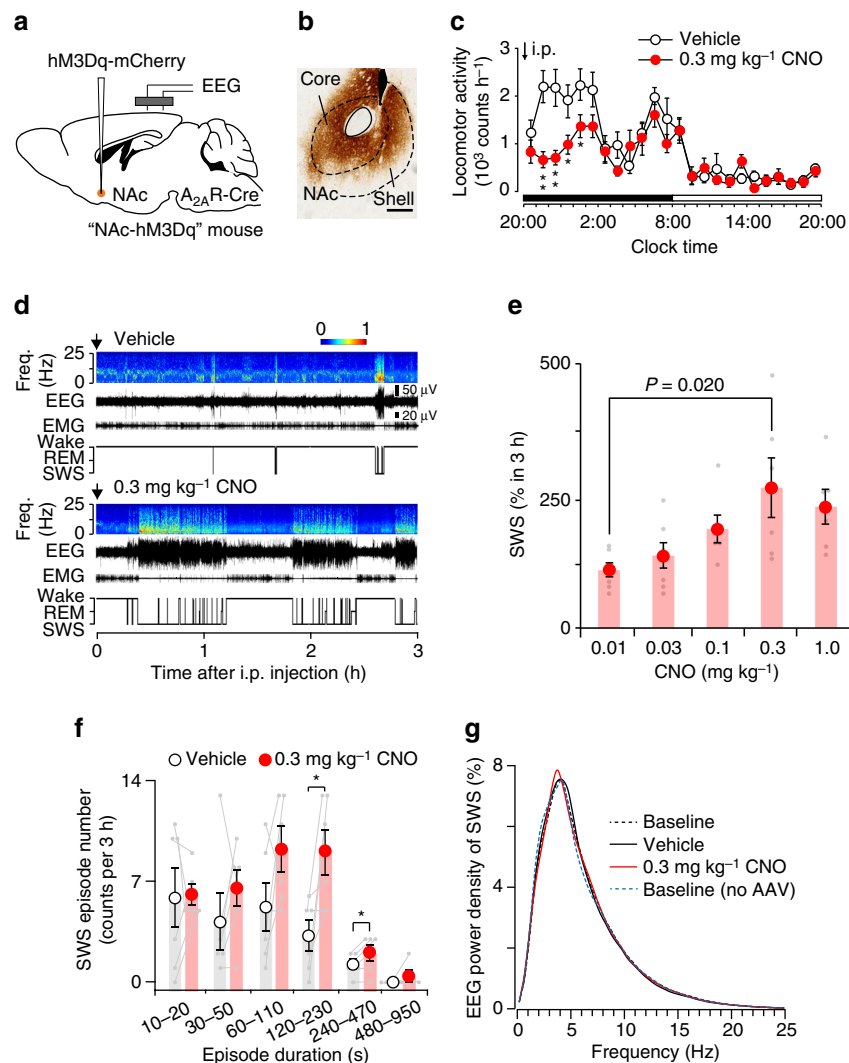 a
hM3Dq-mCherry
EEG
NAc
A2AR-Cre
“NAc-hM3Dq” mouse
b
Core
NAc
Shell
c
Vehicle
0.3 mg kg–1 CNO
i.p.
Locomotor activity
(10³ counts h–1)
3
2
1
0
*
*
*
*
*
*
20:00 2:00 8:00 14:00 20:00
Clock time
d
Vehicle
0 1
Freq.
(Hz)
25
0
50 μV
EEG
20 μV
EMG
Wake
REM
SWS
0.3 mg kg–1 CNO
Freq.
(Hz)
25
0
EEG
EMG
Wake
REM
SWS
0 1 2 3
Time after i.p. injection (h)
e
SWS (% in 3 h)
500
250
0
P = 0.020
0.01 0.03 0.1 0.3 1.0
CNO (mg kg–1)
f
Vehicle 0.3 mg kg–1 CNO
SWS episode number
(counts per 3 h)
14
7
0
*
*
10–20 30–50 60–110 120–230 240–470 480–950
Episode duration (s)
g
EEG power density of SWS (%)
8
4
0
Baseline
Vehicle
0.3 mg kg–1 CNO
Baseline (no AAV)
0 5 10 15 20 25
Frequency (Hz)